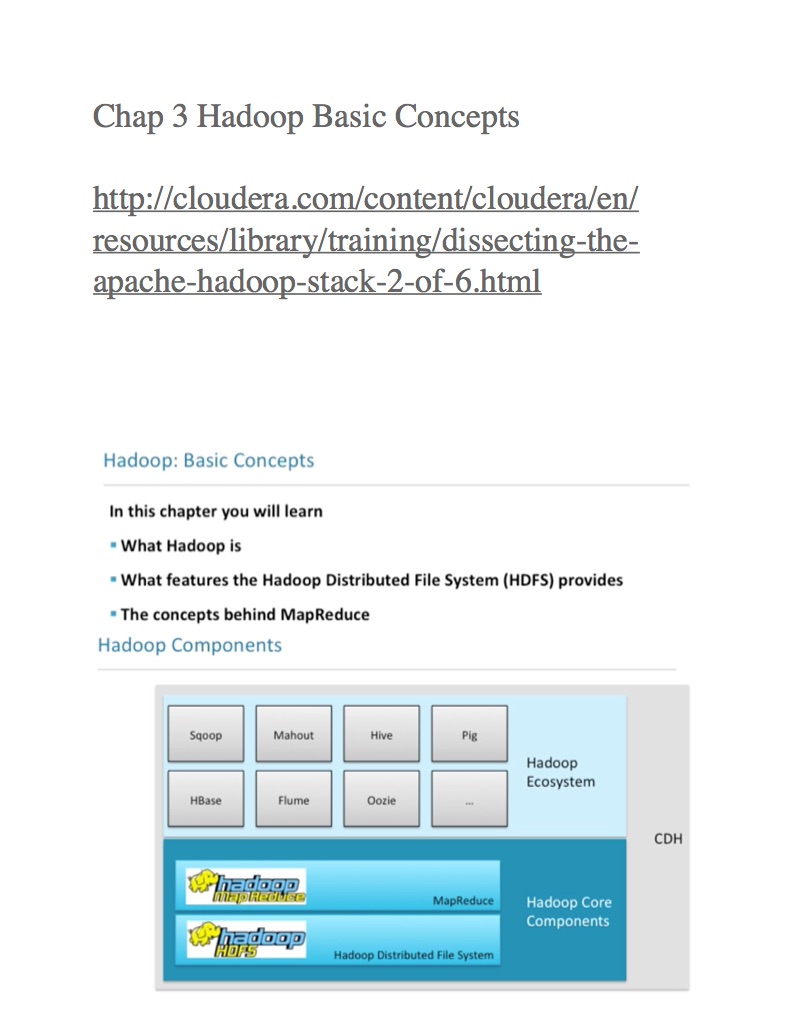 Chap 3 Hadoop Basic Concepts
http://cloudera.com/content/cloudera/en/
resources/library/training/dissecting-the-
apache-hadoop-stack-2-of-6.html
Hadoop: Basic Concepts
In this chapter you will learn
▪ What Hadoop is
▪ What features the Hadoop Distributed File System (HDFS) provides
▪ The concepts behind MapReduce
Hadoop Components
Sqoop Mahout Hive Pig
Hadoop
Ecosystem
HBase Flume Oozie ...
CDH
hadoop
MapReduce
MapReduce
Hadoop Core
Components
hadoop
HDFS
Hadoop Distributed File System